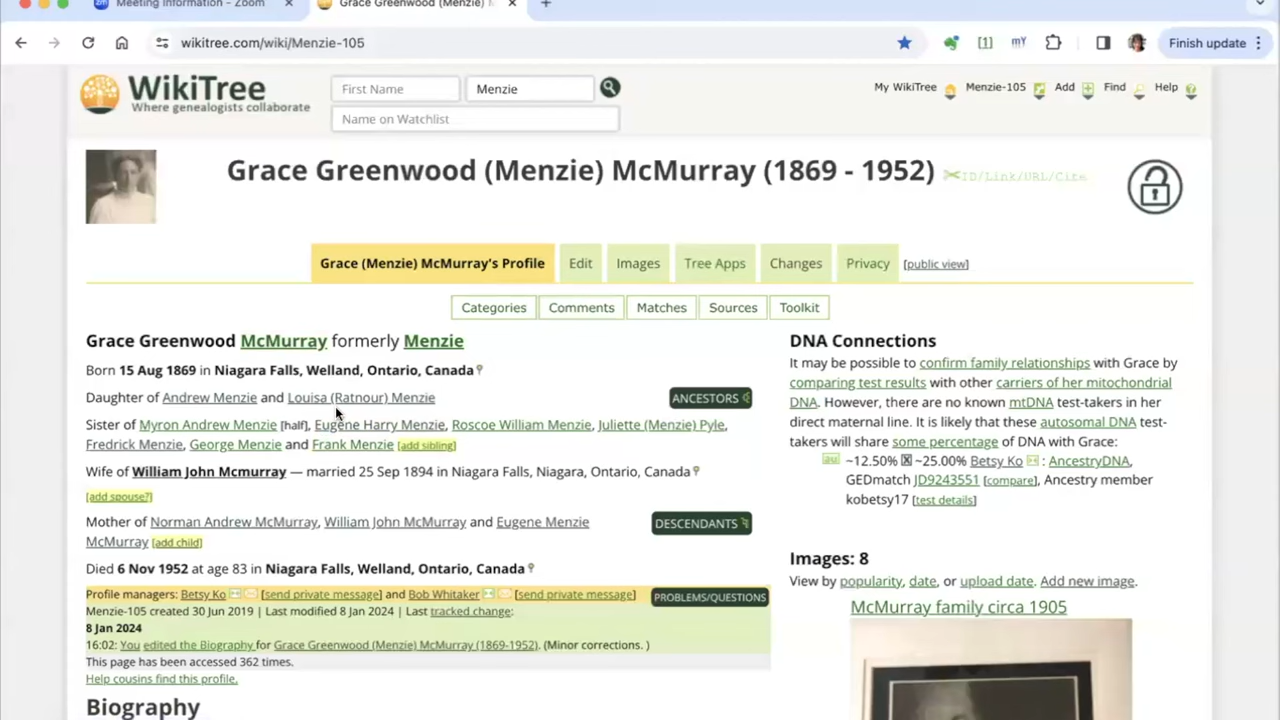 Meeting Information - Zoom
Grace Greenwood (Menzie) M
wikitree.com/wiki/Menzie-105
[1]
mY
Finish update
WikiTree
Where genealogists collaborate
First Name
Menzie
Name on Watchlist
My WikiTree
Menzie-105
Add
Find
Help
Grace Greenwood (Menzie) McMurray (1869 - 1952)
ID/Link/URL/Cite
Grace (Menzie) McMurray's Profile
Edit
Images
Tree Apps
Changes
Privacy
[public view]
Categories
Comments
Matches
Sources
Toolkit
Grace Greenwood McMurray formerly Menzie
Born 15 Aug 1869 in Niagara Falls, Welland, Ontario, Canada
Daughter of Andrew Menzie and Louisa (Ratnour) Menzie
ANCESTORS
Sister of Myron Andrew Menzie [half], Eugene Harry Menzie, Roscoe William Menzie, Juliette (Menzie) Pyle,
Fredrick Menzie, George Menzie and Frank Menzie [add sibling]
Wife of William John Mcmurray — married 25 Sep 1894 in Niagara Falls, Niagara, Ontario, Canada
[add spouse?]
Mother of Norman Andrew McMurray, William John McMurray and Eugene Menzie
McMurray [add child]
DESCENDANTS
Died 6 Nov 1952 at age 83 in Niagara Falls, Welland, Ontario, Canada
Profile managers: Betsy Ko [send private message] and Bob Whitaker [send private message]
PROBLEMS/QUESTIONS
Menzie-105 created 30 Jun 2019 | Last modified 8 Jan 2024 | Last tracked change:
8 Jan 2024
16:02: You edited the Biography for Grace Greenwood (Menzie) McMurray (1869-1952). (Minor corrections. )
This page has been accessed 362 times.
Help cousins find this profile.
Biography
DNA Connections
It may be possible to confirm family relationships with Grace by
comparing test results with other carriers of her mitochondrial
DNA. However, there are no known mtDNA test-takers in her
direct maternal line. It is likely that these autosomal DNA test-
takers will share some percentage of DNA with Grace:
au ~12.50% X ~25.00% Betsy Ko : AncestryDNA,
GEDmatch JD9243551 [compare], Ancestry member
kobetsy17 [test details]
Images: 8
View by popularity, date, or upload date. Add new image.
McMurray family circa 1905